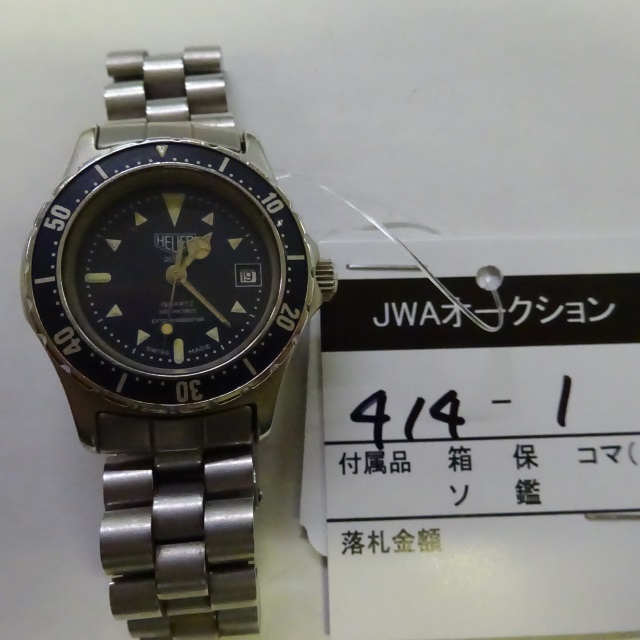 HEUER
19
QUARTZ
SWISS MADE
10
20
30
40
50
JWAオークション
414-1
付属品 箱 保 コマ(
ソ 鑑
落札金額